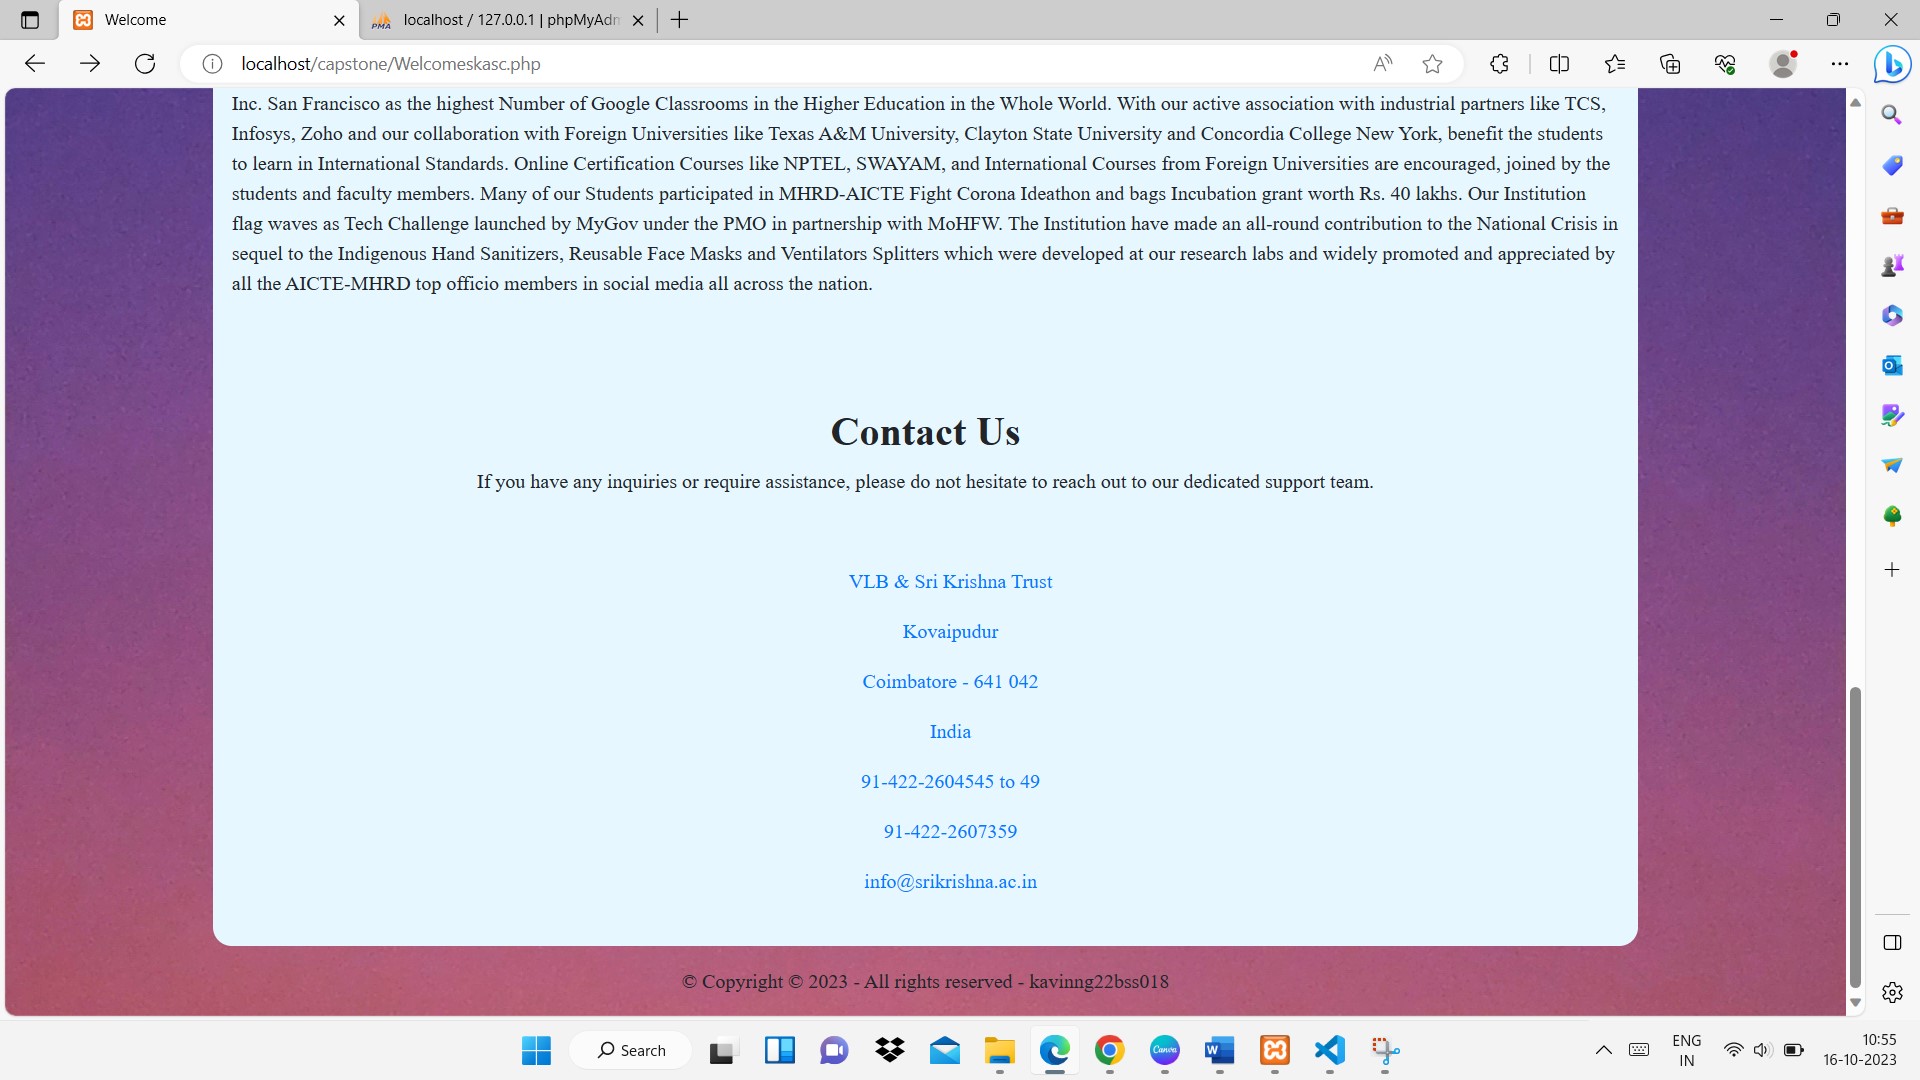 Welcome
localhost / 127.0.0.1 | phpMyAdm
localhost/capstone/Welcomeskasc.php
Inc. San Francisco as the highest Number of Google Classrooms in the Higher Education in the Whole World. With our active association with industrial partners like TCS,
Infosys, Zoho and our collaboration with Foreign Universities like Texas A&M University, Clayton State University and Concordia College New York, benefit the students
to learn in International Standards. Online Certification Courses like NPTEL, SWAYAM, and International Courses from Foreign Universities are encouraged, joined by the
students and faculty members. Many of our Students participated in MHRD-AICTE Fight Corona Ideathon and bags Incubation grant worth Rs. 40 lakhs. Our Institution
flag waves as Tech Challenge launched by MyGov under the PMO in partnership with MoHFW. The Institution have made an all-round contribution to the National Crisis in
sequel to the Indigenous Hand Sanitizers, Reusable Face Masks and Ventilators Splitters which were developed at our research labs and widely promoted and appreciated by
all the AICTE-MHRD top officio members in social media all across the nation.
Contact Us
If you have any inquiries or require assistance, please do not hesitate to reach out to our dedicated support team.
VLB & Sri Krishna Trust
Kovaipudur
Coimbatore - 641 042
India
91-422-2604545 to 49
91-422-2607359
info@srikrishna.ac.in
© Copyright © 2023 - All rights reserved - kavinng22bss018
Search
ENG
IN
10:55
16-10-2023